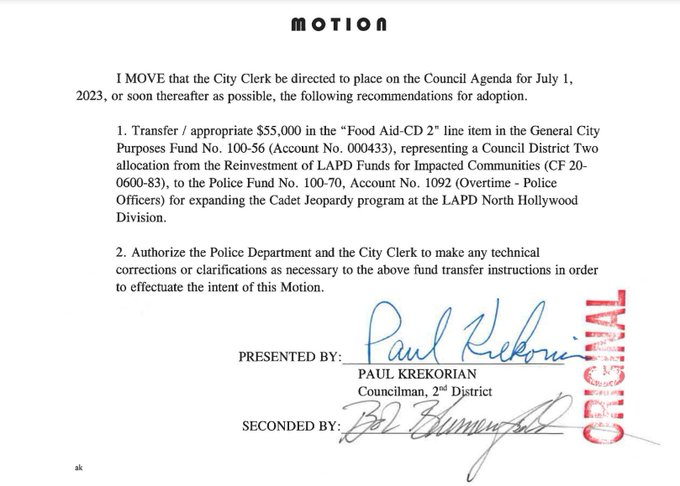 MOTION
I MOVE that the City Clerk be directed to place on the Council Agenda for July 1,
2023, or soon thereafter as possible, the following recommendations for adoption.
1. Transfer / appropriate $55,000 in the “Food Aid-CD 2" line item in the General City
Purposes Fund No. 100-56 (Account No. 000433), representing a Council District Two
allocation from the Reinvestment of LAPD Funds for Impacted Communities (CF 20-
0600-83), to the Police Fund No. 100-70, Account No. 1092 (Overtime - Police
Officers) for expanding the Cadet Jeopardy program at the LAPD North Hollywood
Division.
2. Authorize the Police Department and the City Clerk to make any technical
corrections or clarifications as necessary to the above fund transfer instructions in order
to effectuate the intent of this Motion.
PRESENTED BY: Paul Krekorian
PAUL KREKORIAN
Councilman, 2nd District
SECONDED BY: Bob Blumenfield
ORIGINAL
ak